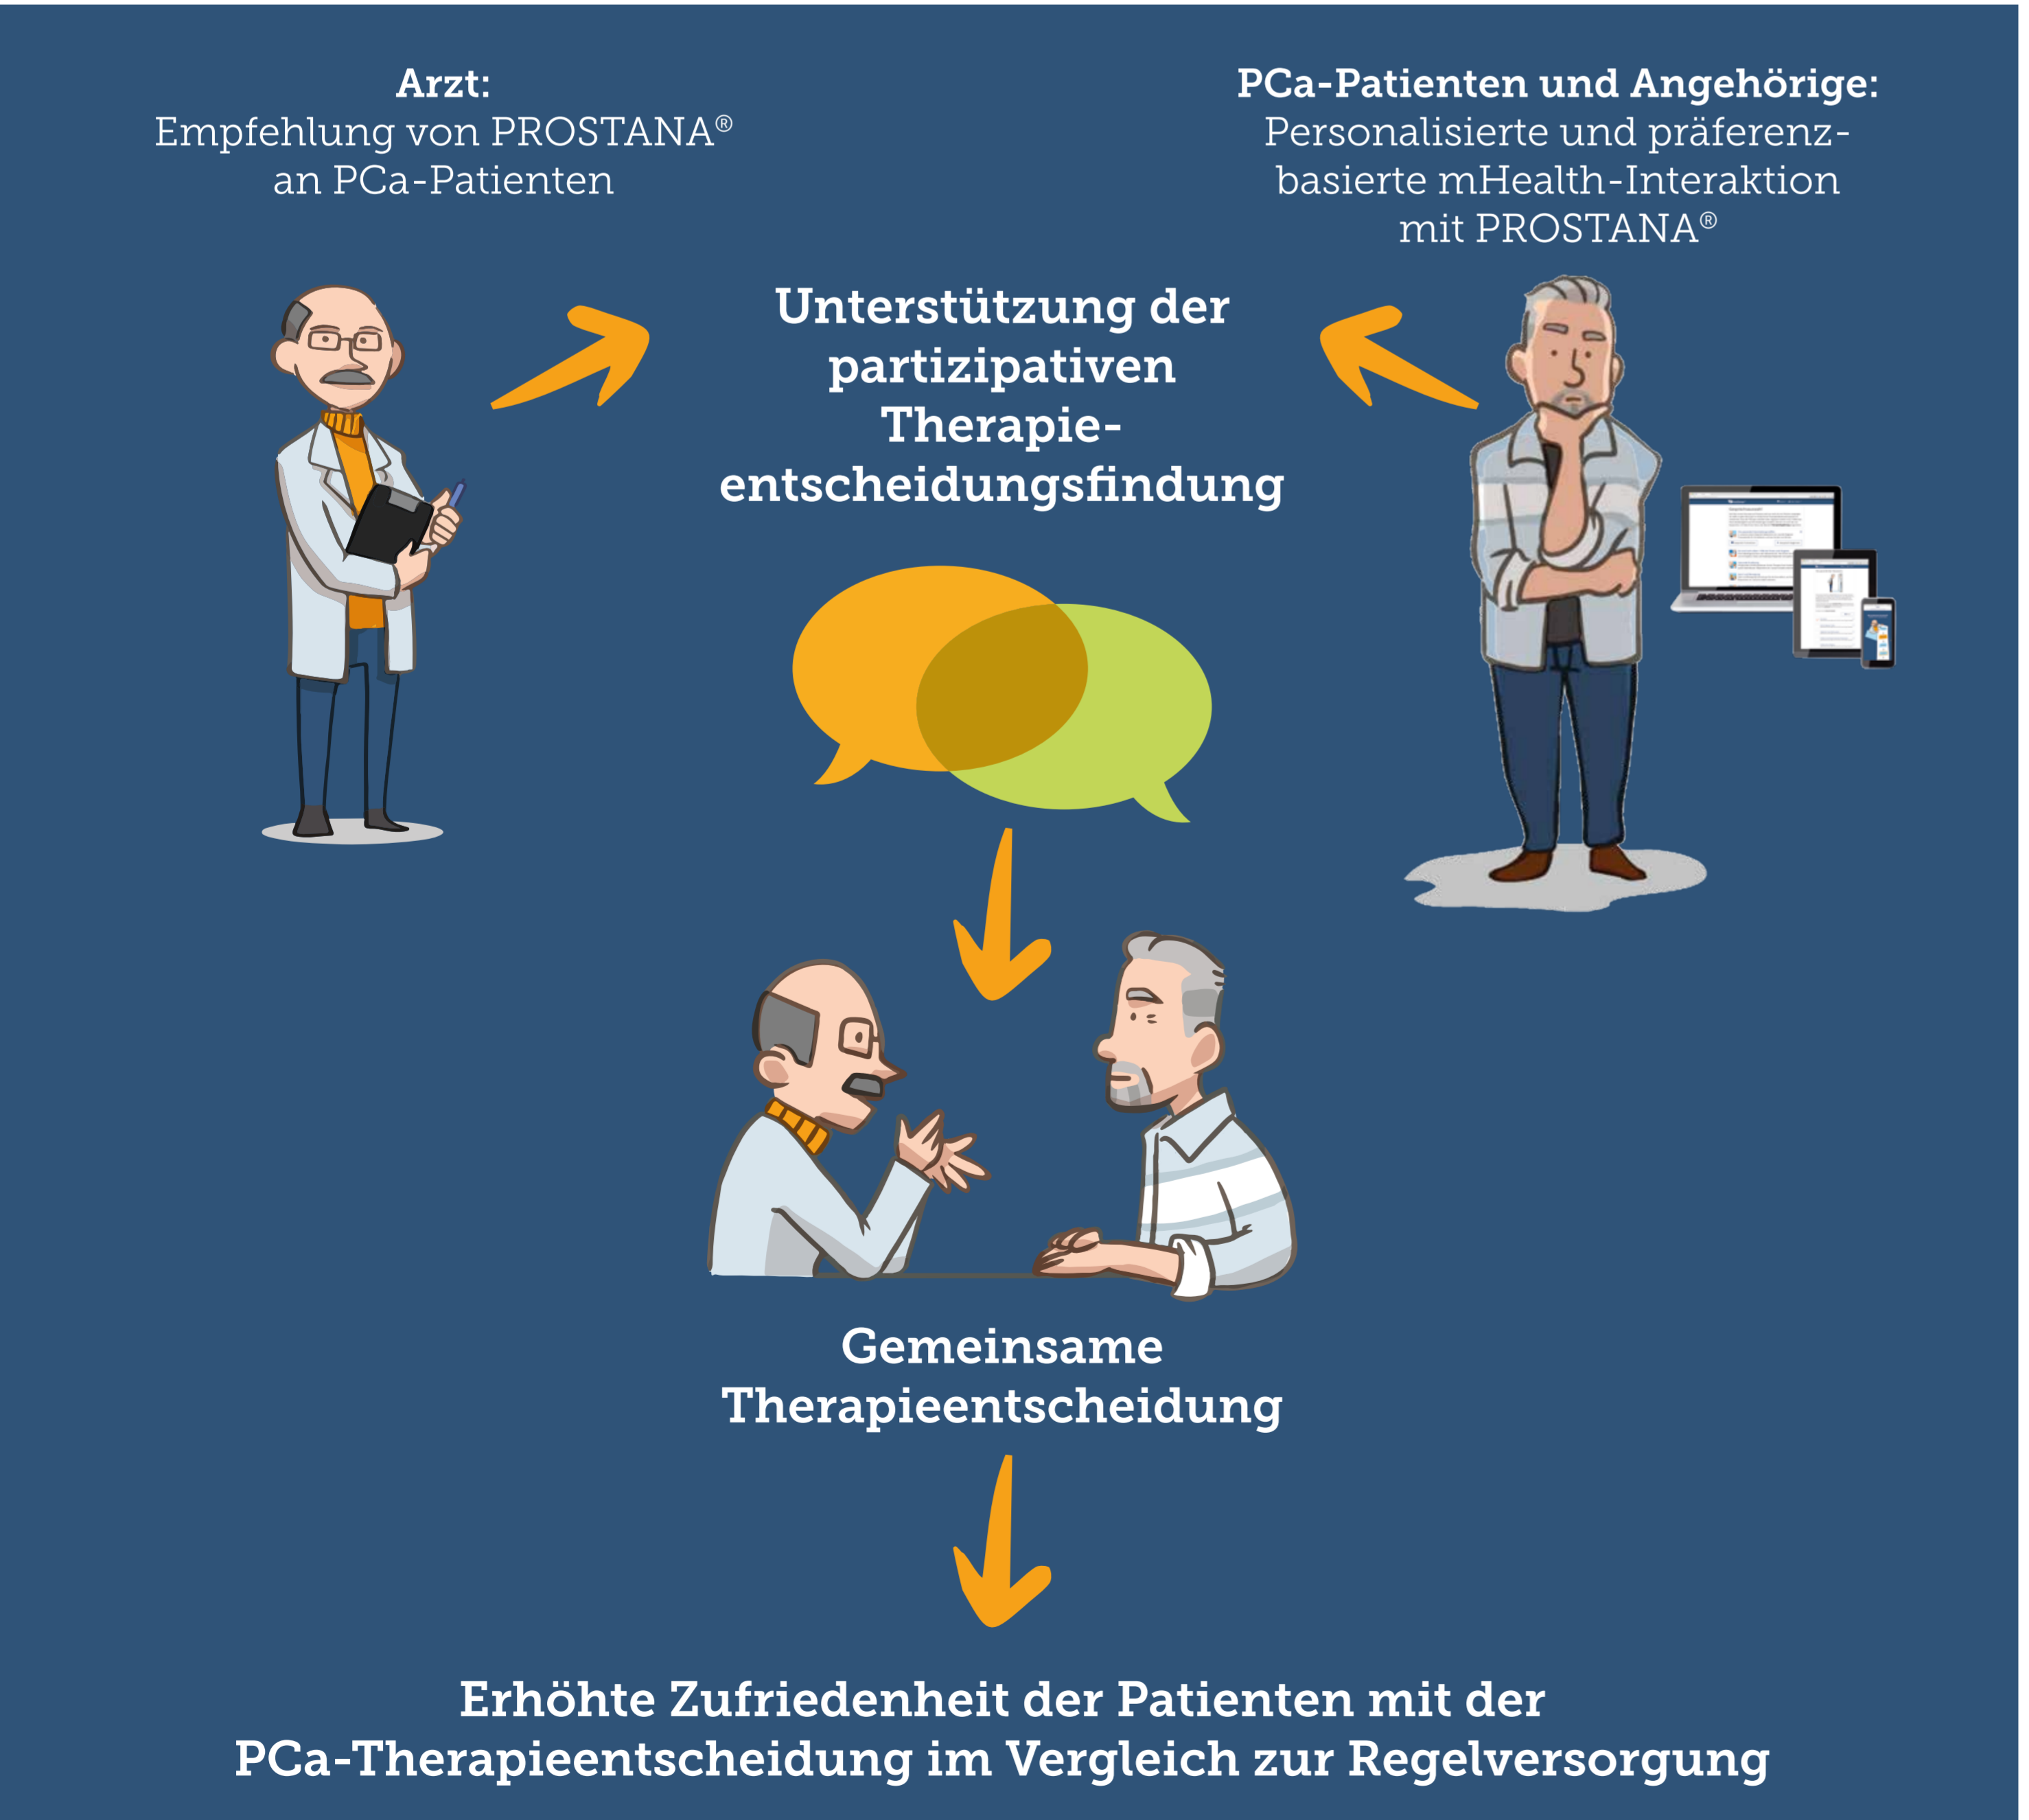 Arzt:
Empfehlung von PROSTANA®
an PCa-Patienten
PCa-Patienten und Angehörige:
Personalisierte und präferenz-
basierte mHealth-Interaktion
mit PROSTANA®
Unterstützung der
partizipativen
Therapie-
entscheidungsfindung
Gemeinsame
Therapieentscheidung
Erhöhte Zufriedenheit der Patienten mit der
PCa-Therapieentscheidung im Vergleich zur Regelversorgung